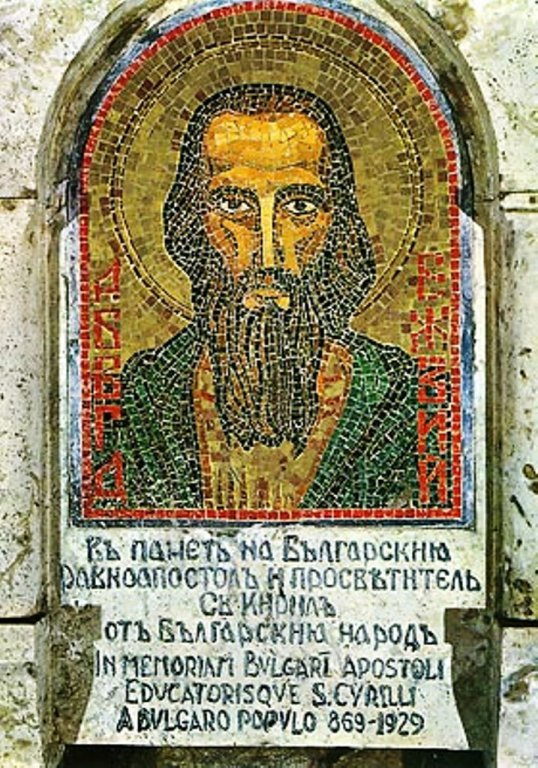 Въ паметь на Българския
равноапостолъ и просвѣтитель
Св Кирилъ
отъ Българския народъ
IN MEMORIAM BVLGARI APOSTOLI
EDVCATORISQVE S. CYRILLI
A BVLGARO POPVLO 869-1929